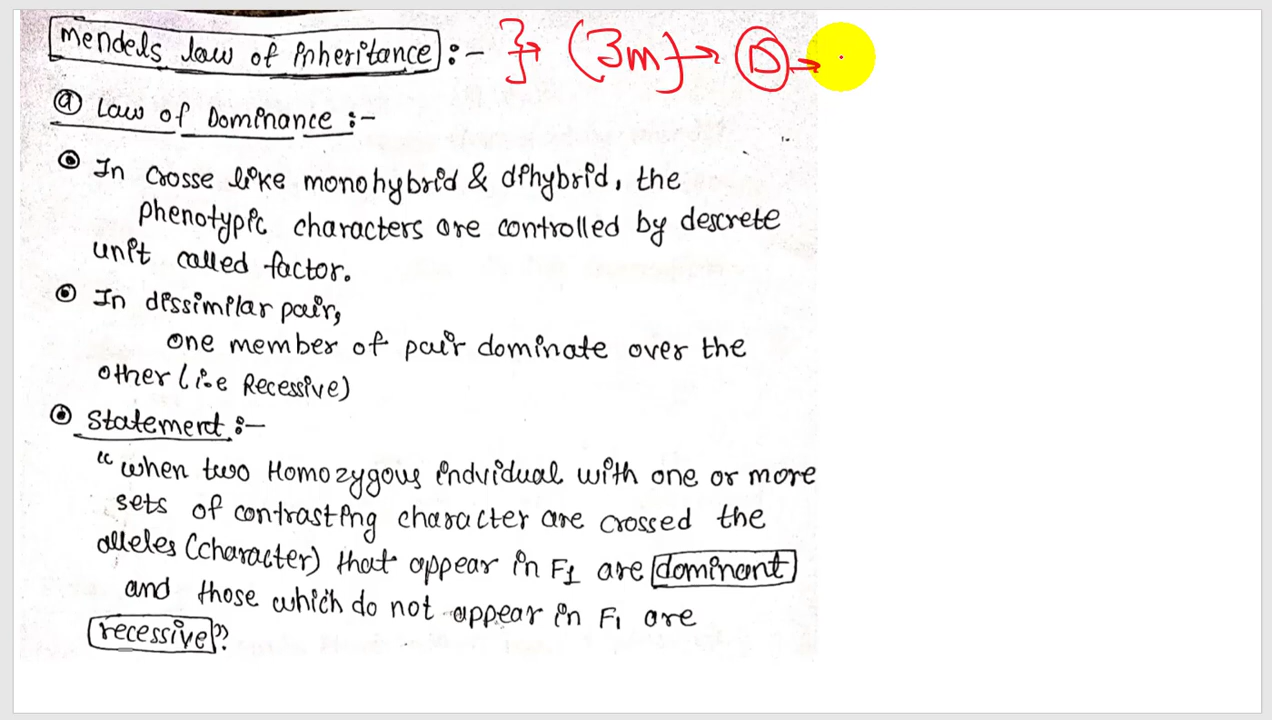 Mendels law of inheritance :- }→ (3m)→ D→
a Law of Dominance :-
In crosse like monohybrid & dihybrid, the
phenotypic characters are controlled by descrete
unit called factor.
In dissimilar pair,
one member of pair dominate over the
other (i.e Recessive)
Statement :-
"when two Homozygous indvidual with one or more
sets of contrasting character are crossed the
alleles (character) that appear in F1 are dominant
and those which do not appear in F1 are
recessive".